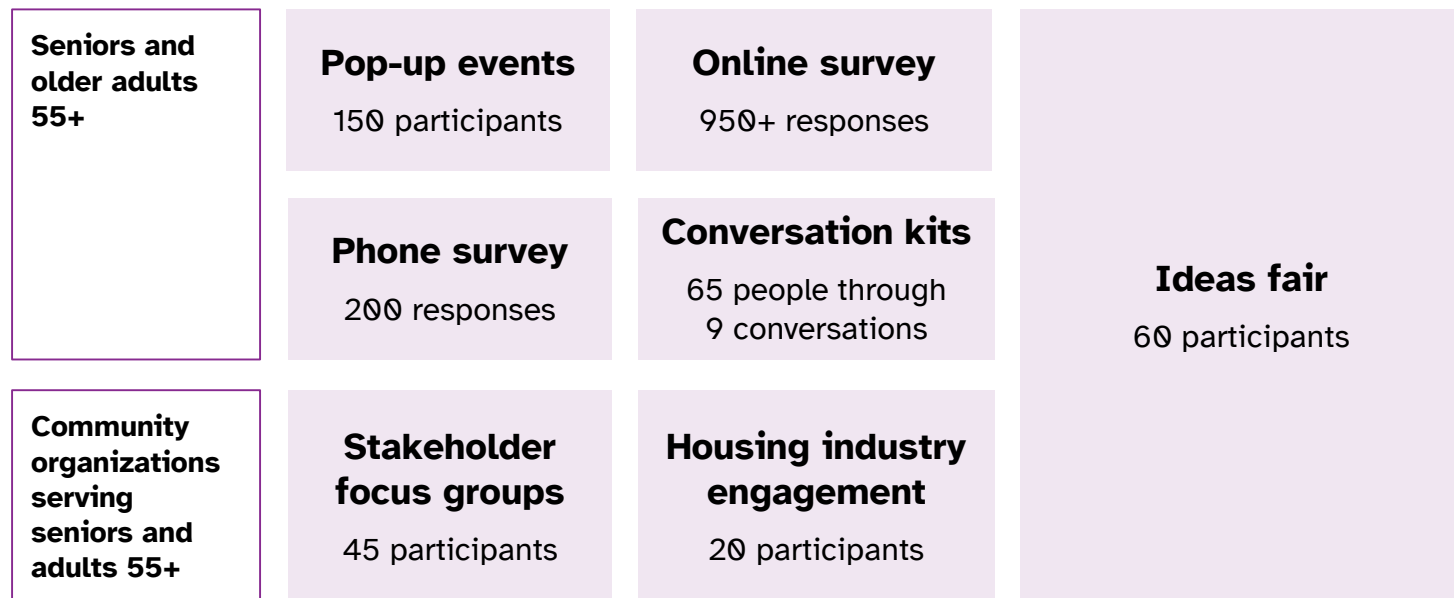 Seniors and
older adults
55+
Pop-up events
150 participants
Online survey
950+ responses
Phone survey
200 responses
Conversation kits
65 people through
9 conversations
Ideas fair
60 participants
Community
organizations
serving
seniors and
adults 55+
Stakeholder
focus groups
45 participants
Housing industry
engagement
20 participants